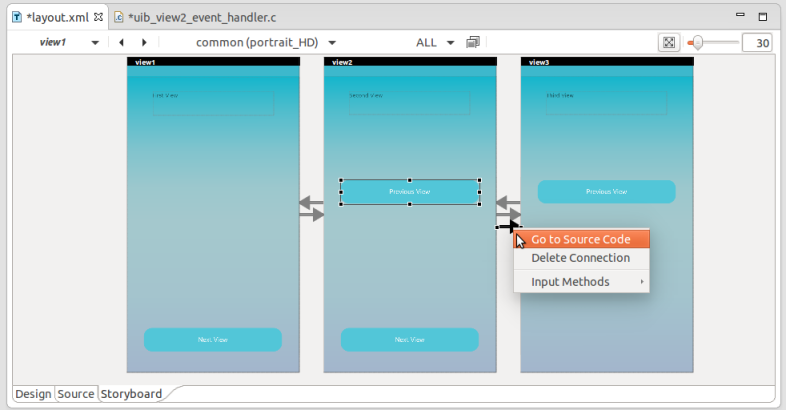 *layout.xml *uib_view2_event_handler.c
view1 common (portrait_HD) ALL 30
view1 view2 view3
First View Second View Third View
Previous View Previous View
Go to Source Code
Delete Connection
Input Methods
Next View Next View
Design Source Storyboard